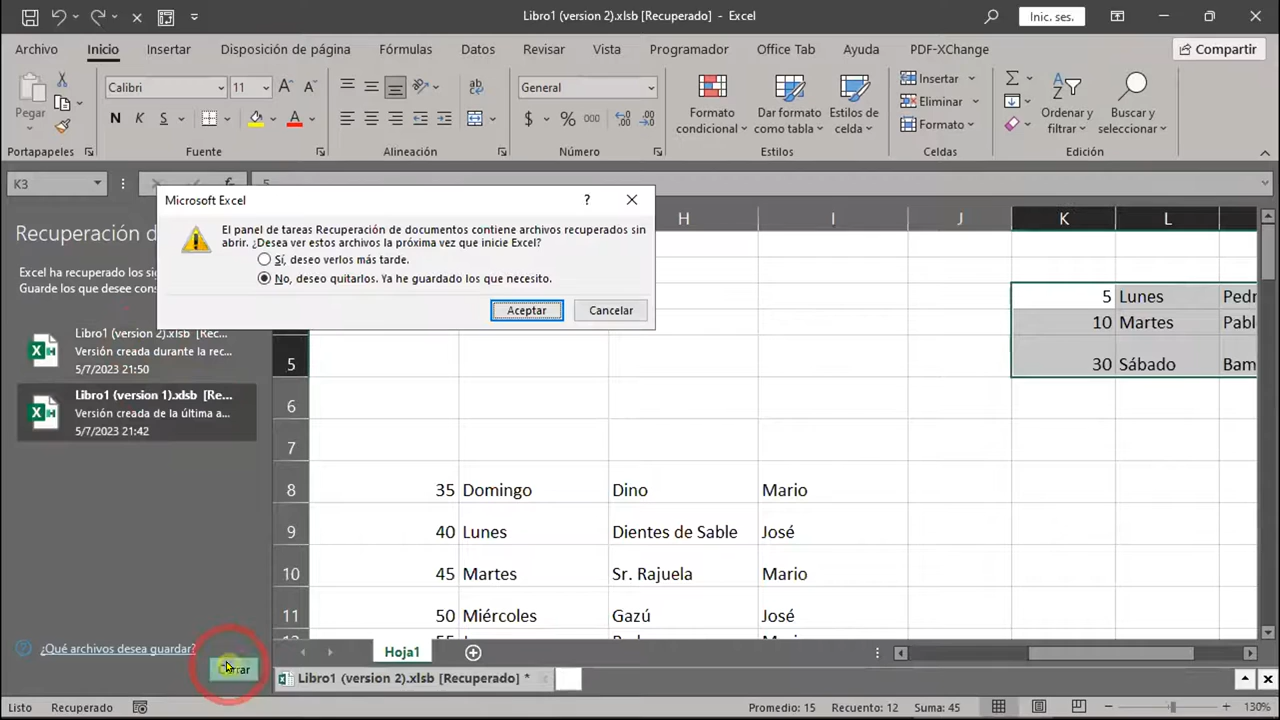 Libro1 (version 2).xlsb [Recuperado] - Excel
Inic. ses.
Archivo Inicio Insertar Disposición de página Fórmulas Datos Revisar Vista Programador Office Tab Ayuda PDF-XChange Compartir
Pegar
Calibri 11
N K S
General
$ % 000
Formato condicional
Dar formato como tabla
Estilos de celda
Insertar
Eliminar
Formato
Ordenar y filtrar
Buscar y seleccionar
Portapapeles Fuente Alineación Número Estilos Celdas Edición
K3 5
Microsoft Excel
El panel de tareas Recuperación de documentos contiene archivos recuperados sin
abrir. ¿Desea ver estos archivos la próxima vez que inicie Excel?
Sí, deseo verlos más tarde.
No, deseo quitarlos. Ya he guardado los que necesito.
Aceptar Cancelar
Recuperación d
Excel ha recuperado los si
Guarde los que desee cons
Libro1 (version 2).xlsb [Rec...
Versión creada durante la rec...
5/7/2023 21:50
Libro1 (version 1).xlsb [Re...
Versión creada de la última a...
5/7/2023 21:42
¿Qué archivos desea guardar?
Cerrar
H I J K L
5 Lunes Pedr
10 Martes Pabl
5 30 Sábado Bam
6
7
8 35 Domingo Dino Mario
9 40 Lunes Dientes de Sable José
10 45 Martes Sr. Rajuela Mario
11 50 Miércoles Gazú José
Hoja1
Libro1 (version 2).xlsb [Recuperado] *
Listo Recuperado Promedio: 15 Recuento: 12 Suma: 45 130%